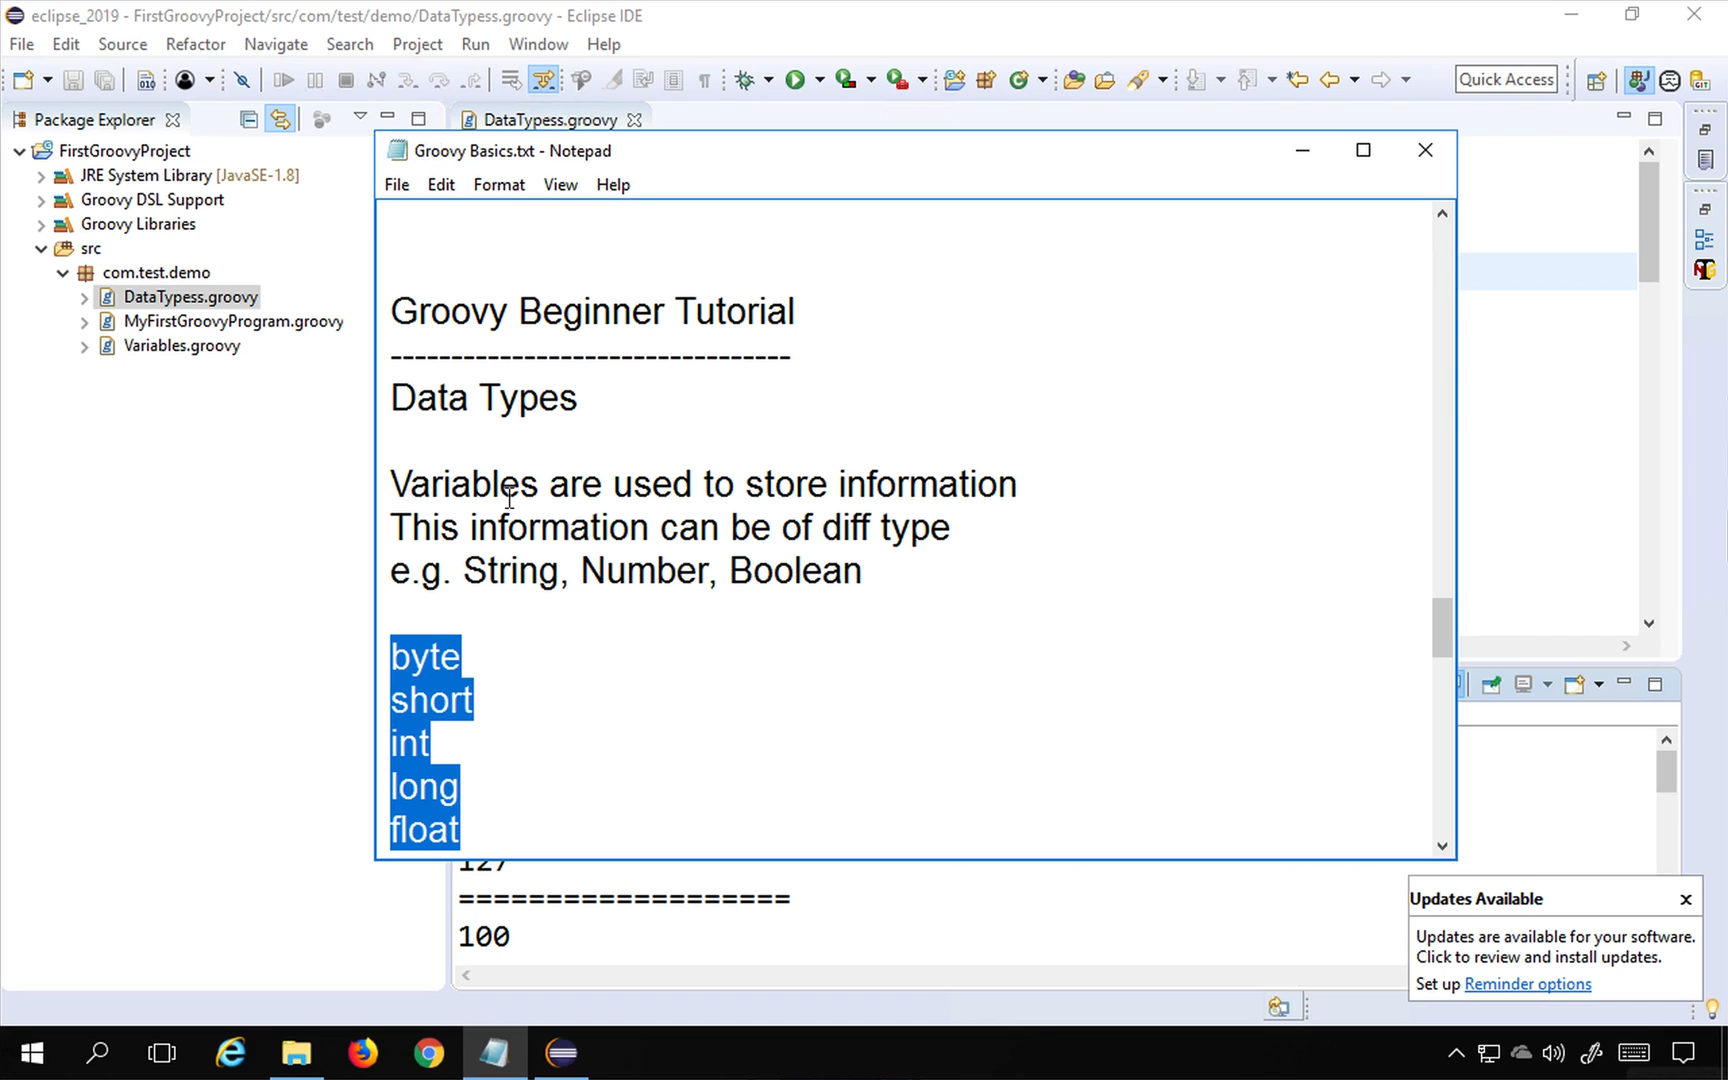 eclipse_2019 - FirstGroovyProject/src/com/test/demo/DataTypess.groovy - Eclipse IDE
File Edit Source Refactor Navigate Search Project Run Window Help
Quick Access
Package Explorer
DataTypess.groovy
FirstGroovyProject
JRE System Library [JavaSE-1.8]
Groovy DSL Support
Groovy Libraries
src
com.test.demo
DataTypess.groovy
MyFirstGroovyProgram.groovy
Variables.groovy
Groovy Basics.txt - Notepad
File Edit Format View Help
Groovy Beginner Tutorial
---------------------------------
Data Types
Variables are used to store information
This information can be of diff type
e.g. String, Number, Boolean
byte
short
int
long
float
127
===================
100
Updates Available
Updates are available for your software.
Click to review and install updates.
Set up Reminder options